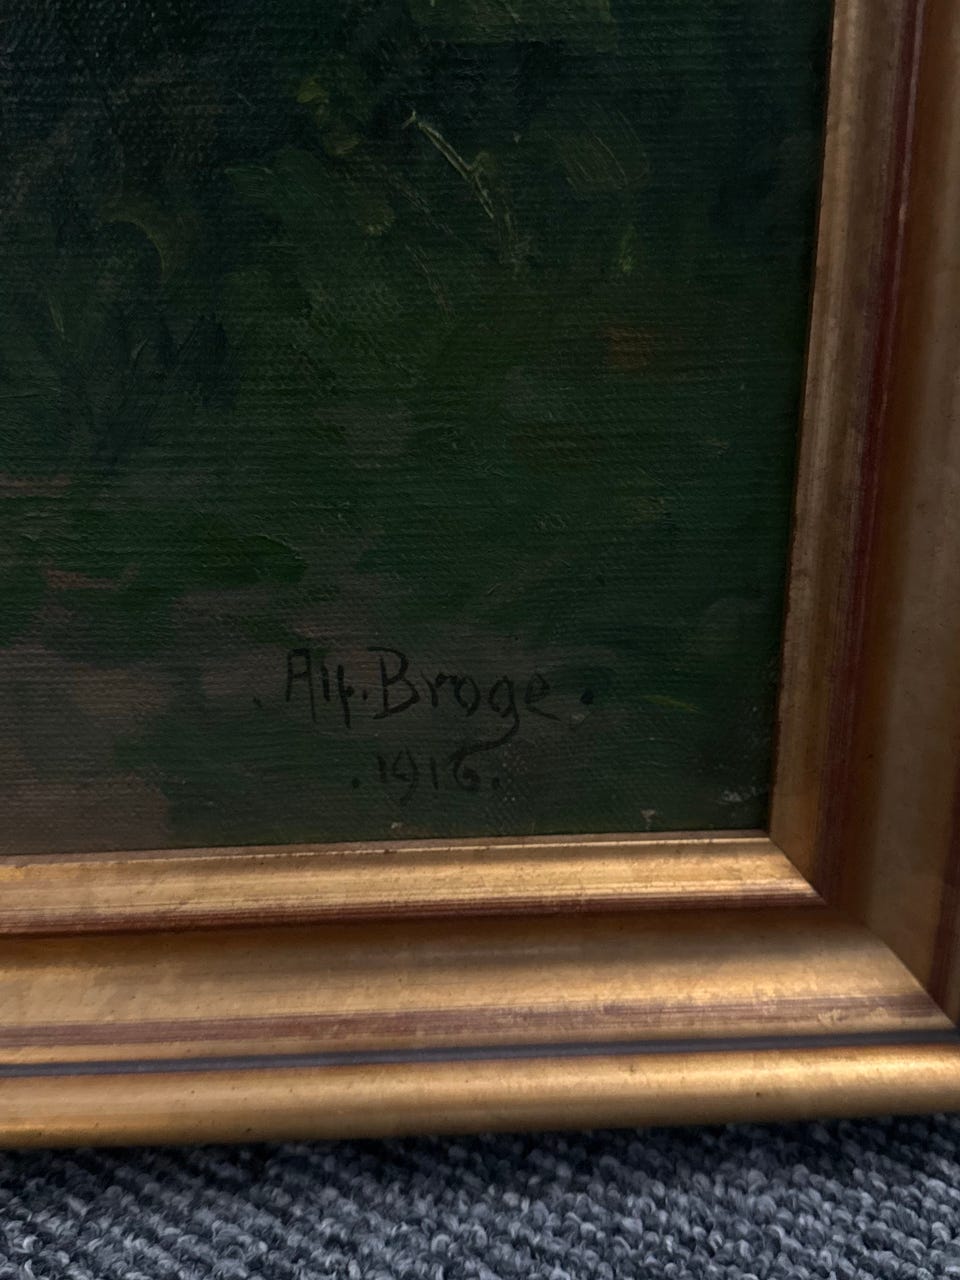 . Alf. Broge .
. 1916 .